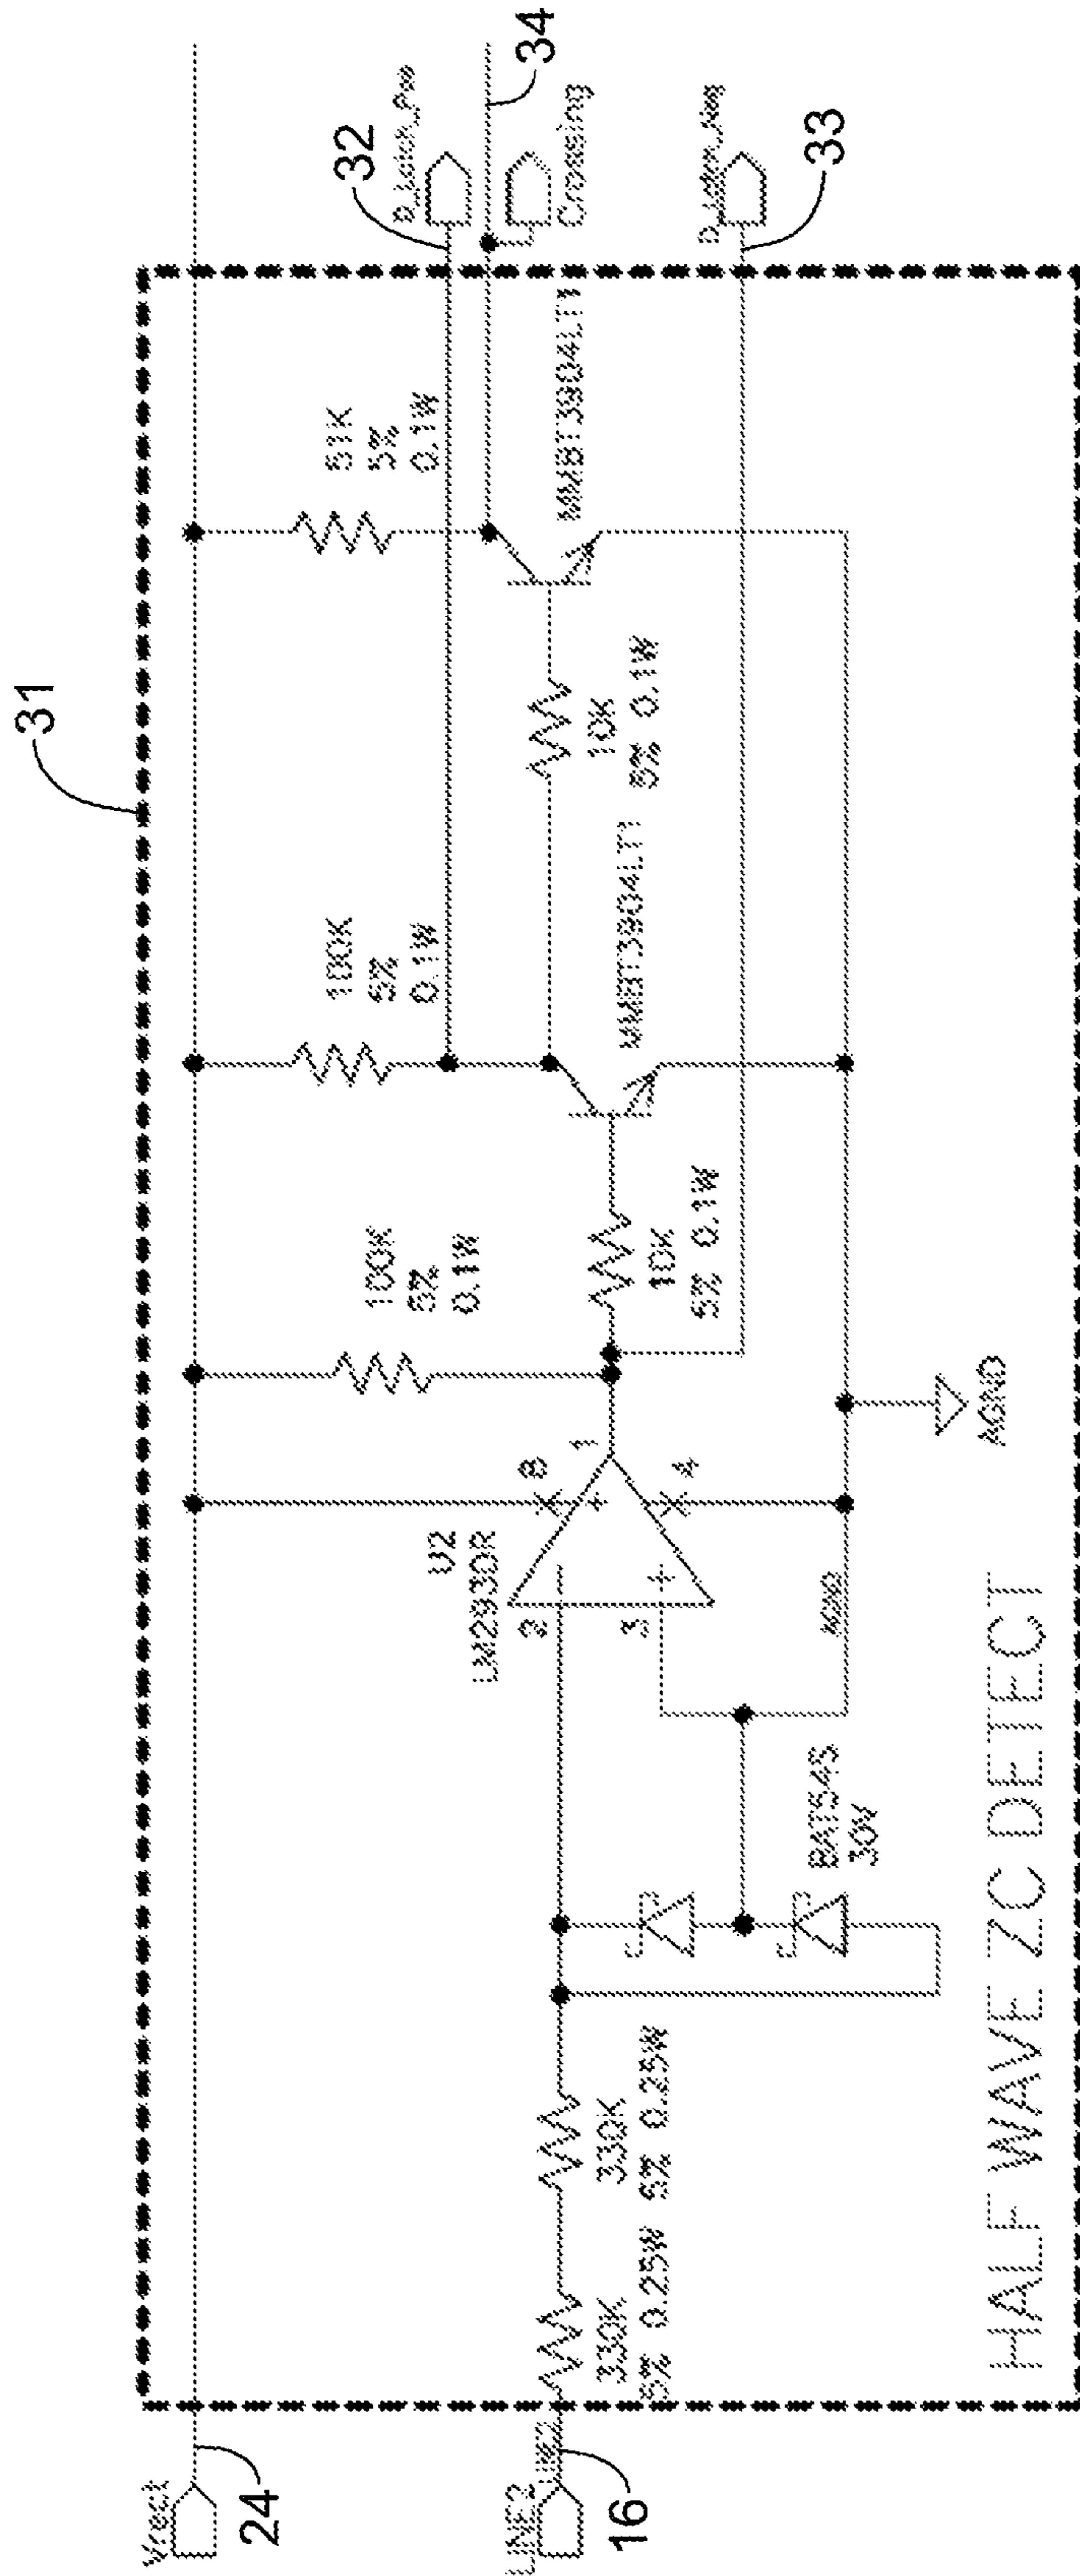 31
Vrect
24
LINE2
LINE2
16
330K
5% 0.25W
330K
5% 0.25W
BAT54S
30V
U2
LM293DR
2
3
8
1
4
AGND
AGND
100K
5%
0.1W
10K
5% 0.1W
100K
5%
0.1W
MMBT3904LT1
10K
5% 0.1W
51K
5%
0.1W
MMBT3904LT1
32
D_Latch_Pos
34
Crossing
D_Latch_Neg
33
HALF WAVE ZC DETECT